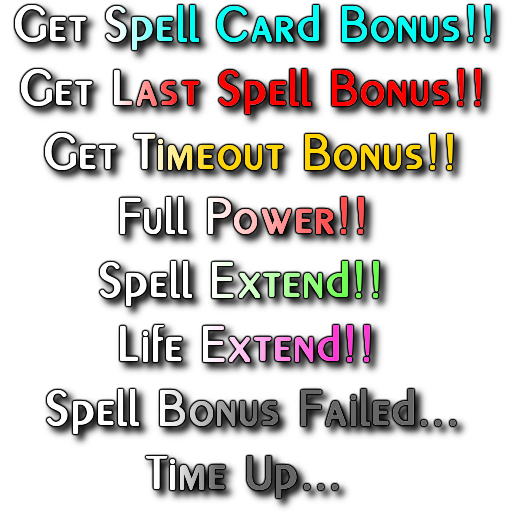 Get Spell Card Bonus!!
Get Last Spell Bonus!!
Get Timeout Bonus!!
Full Power!!
Spell Extend!!
Life Extend!!
Spell Bonus Failed...
Time Up...